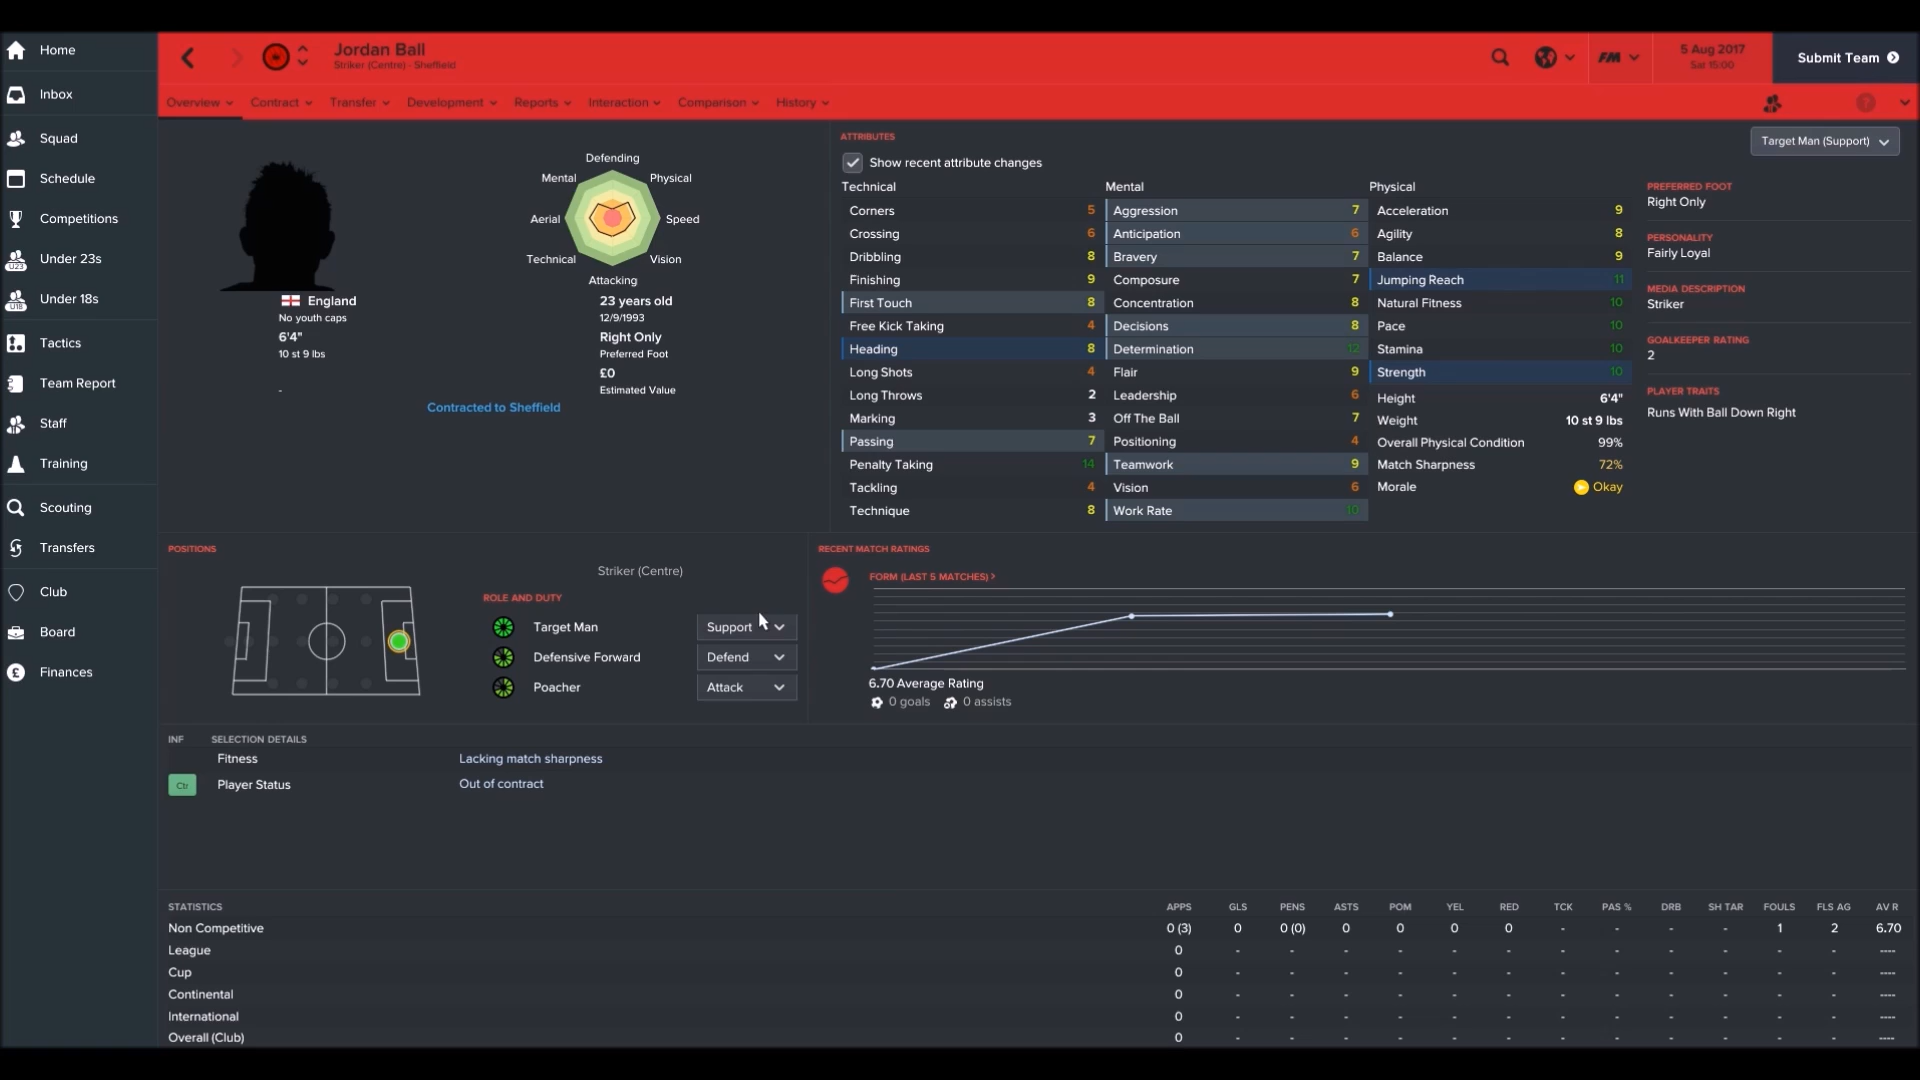 Home
Inbox
Squad
Schedule
Competitions
U23 Under 23s
U18 Under 18s
Tactics
Team Report
Staff
Training
Scouting
Transfers
Club
Board
£ Finances
Jordan Ball
Striker (Centre) - Sheffield
FM
5 Aug 2017
Sat 15:00
Submit Team
Overview Contract Transfer Development Reports Interaction Comparison History
?
Defending
Mental Physical
Aerial Speed
Technical Vision
Attacking
England
No youth caps
6'4"
10 st 9 lbs
-
23 years old
12/9/1993
Right Only
Preferred Foot
£0
Estimated Value
Contracted to Sheffield
ATTRIBUTES
Target Man (Support)
Show recent attribute changes
Technical
Corners 5
Crossing 6
Dribbling 8
Finishing 9
First Touch 8
Free Kick Taking 4
Heading 8
Long Shots 4
Long Throws 2
Marking 3
Passing 7
Penalty Taking 14
Tackling 4
Technique 8
Mental
Aggression 7
Anticipation 6
Bravery 7
Composure 7
Concentration 8
Decisions 8
Determination 12
Flair 9
Leadership 6
Off The Ball 7
Positioning 4
Teamwork 9
Vision 6
Work Rate 10
Physical
Acceleration 9
Agility 8
Balance 9
Jumping Reach 11
Natural Fitness 10
Pace 10
Stamina 10
Strength 10
Height 6'4"
Weight 10 st 9 lbs
Overall Physical Condition 99%
Match Sharpness 72%
Morale Okay
PREFERRED FOOT
Right Only
PERSONALITY
Fairly Loyal
MEDIA DESCRIPTION
Striker
GOALKEEPER RATING
2
PLAYER TRAITS
Runs With Ball Down Right
POSITIONS
Striker (Centre)
ROLE AND DUTY
Target Man Support
Defensive Forward Defend
Poacher Attack
RECENT MATCH RATINGS
FORM (LAST 5 MATCHES) >
6.70 Average Rating
0 goals 0 assists
INF SELECTION DETAILS
Fitness Lacking match sharpness
Ctr Player Status Out of contract
STATISTICS APPS GLS PENS ASTS POM YEL RED TCK PAS % DRB SH TAR FOULS FLS AG AV R
Non Competitive 0 (3) 0 0 (0) 0 0 0 0 - - - - 1 2 6.70
League 0 - - - - - - - - - - - - ----
Cup 0 - - - - - - - - - - - - ----
Continental 0 - - - - - - - - - - - - ----
International 0 - - - - - - - - - - - - ----
Overall (Club) 0 - - - - - - - - - - - - ----